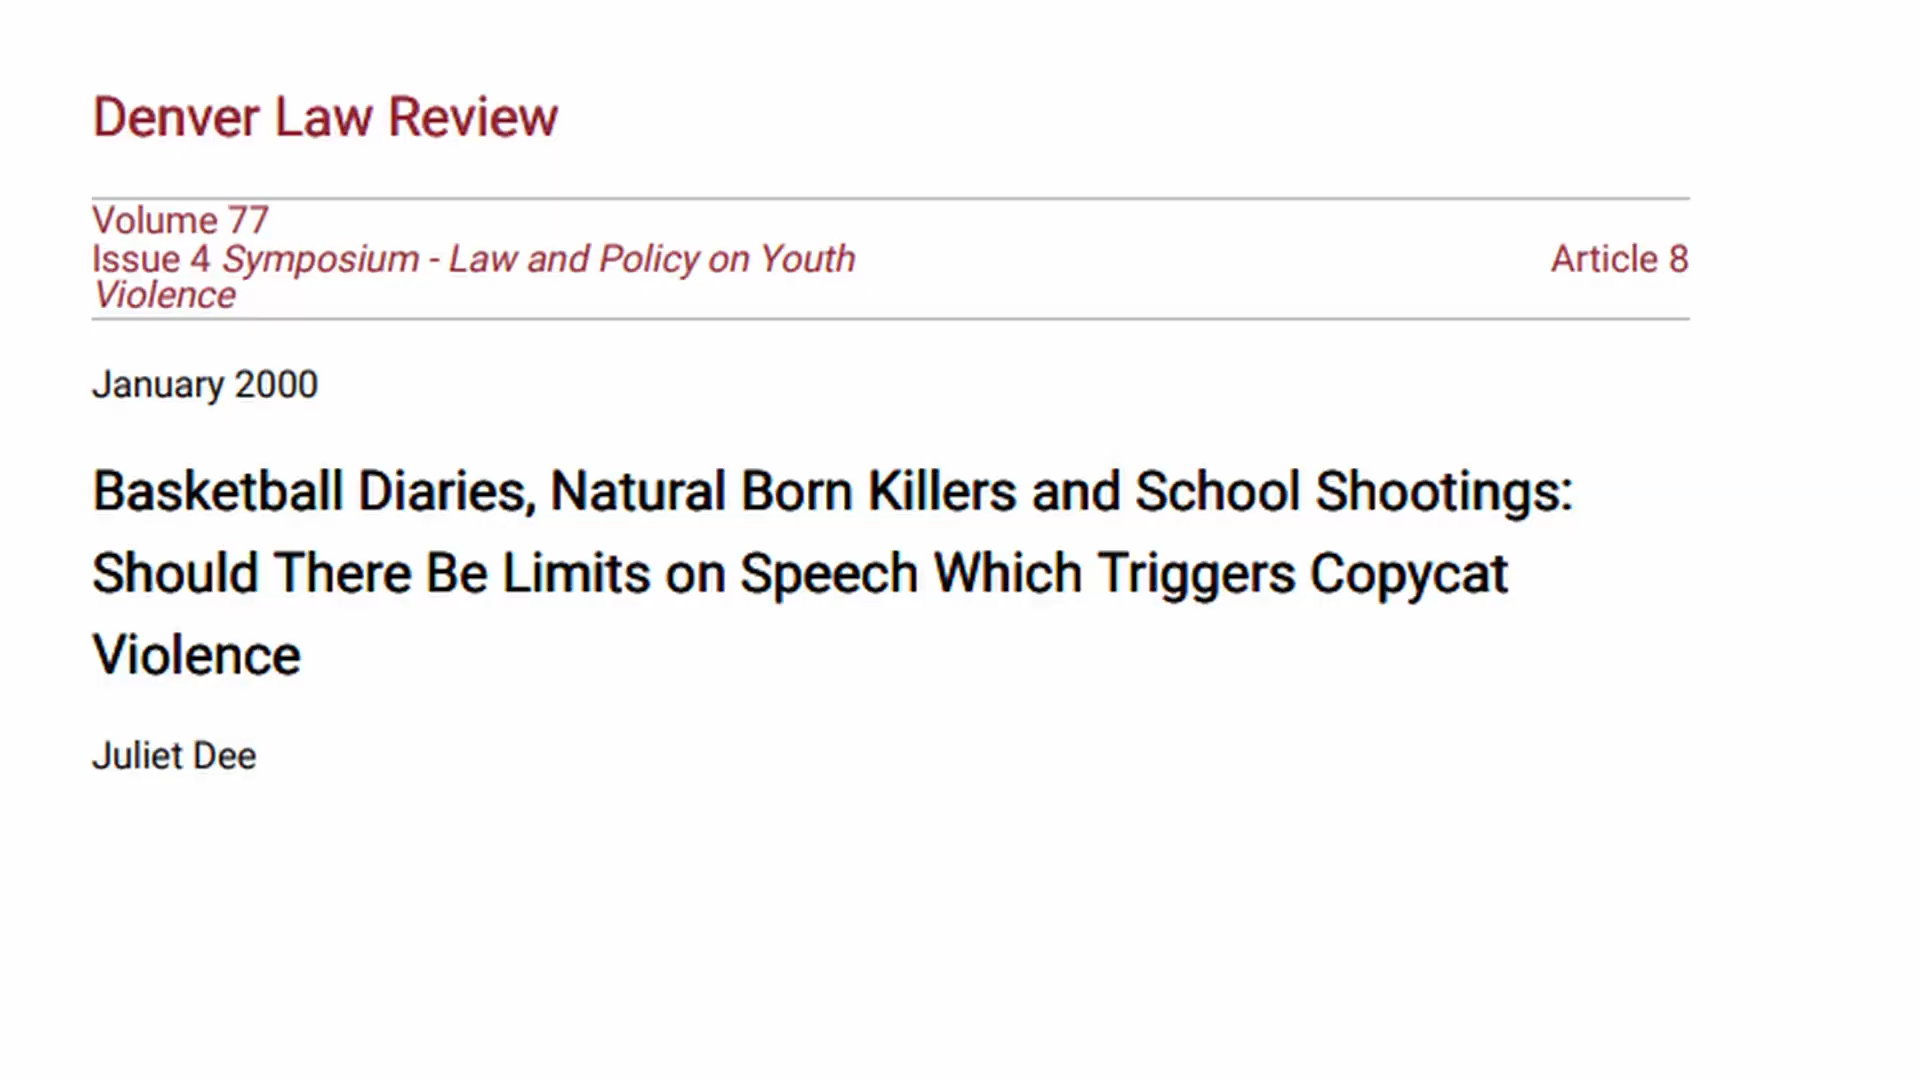 Denver Law Review
Volume 77
Issue 4 Symposium - Law and Policy on Youth
Violence
Article 8
January 2000
Basketball Diaries, Natural Born Killers and School Shootings:
Should There Be Limits on Speech Which Triggers Copycat
Violence
Juliet Dee